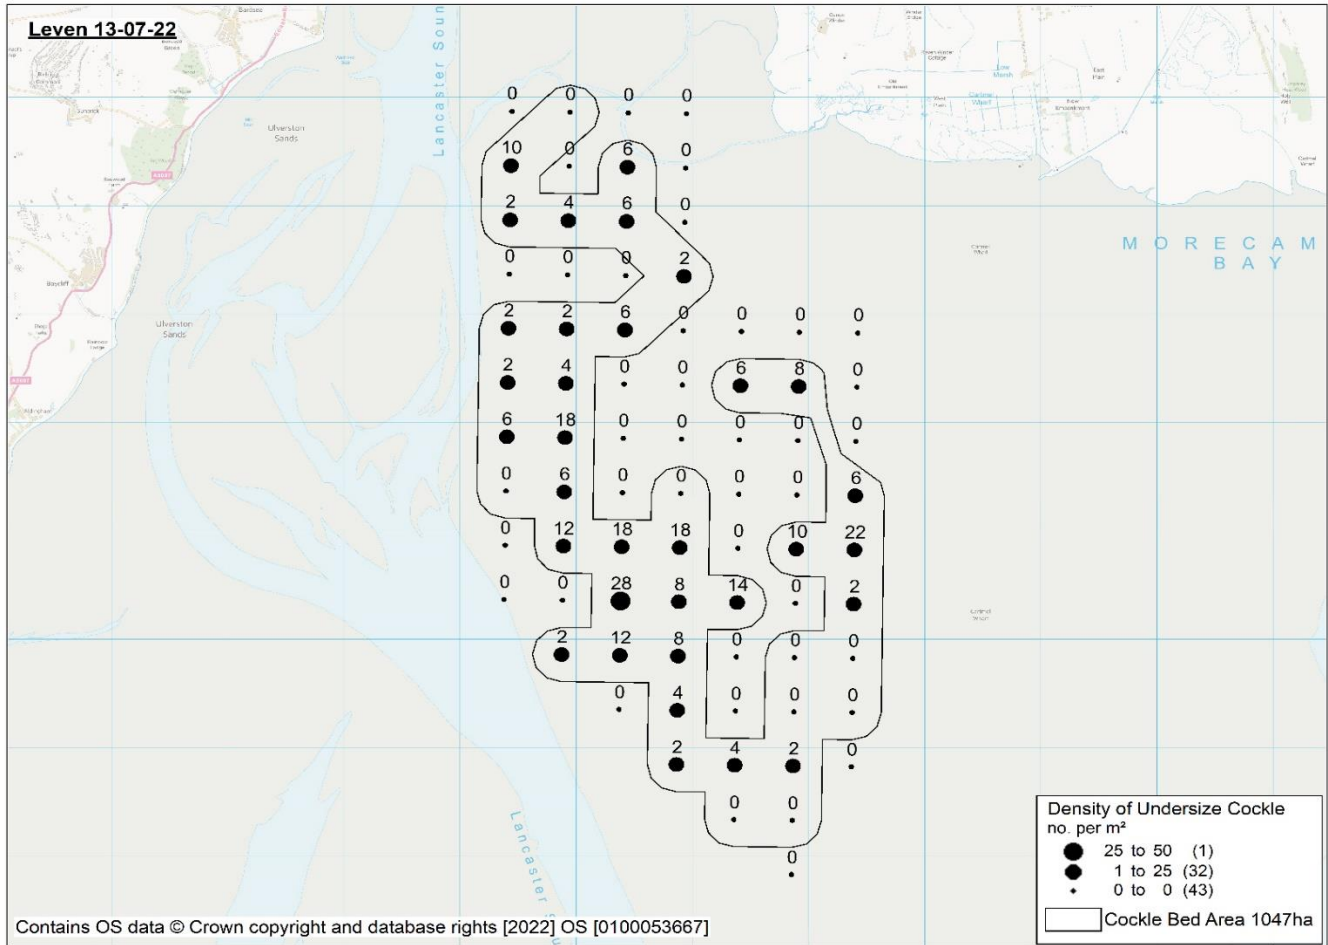 Leven 13-07-22
Lancaster Soun
Ulverston
Sands
Ulverston
Sands
MORECAM
BAY
0 0 0 0
10 0 6 0
2 4 6 0
0 0 0 2
2 2 6 0 0 0 0
2 4 0 0 6 8 0
6 18 0 0 0 0 0
0 6 0 0 0 0 6
0 12 18 18 0 10 22
0 0 28 8 14 0 2
2 12 8 0 0 0
0 4 0 0 0
2 4 2 0
0 0
0
Lancaster S
Density of Undersize Cockle
no. per m²
25 to 50 (1)
1 to 25 (32)
0 to 0 (43)
Cockle Bed Area 1047ha
Contains OS data © Crown copyright and database rights [2022] OS [0100053667]